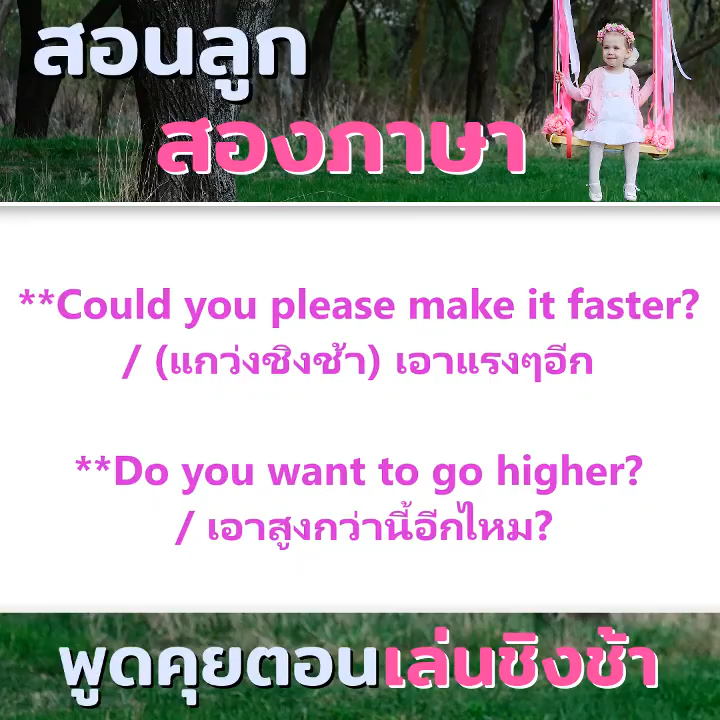 สอนลูก
สองภาษา
**Could you please make it faster?
/ (แกว่งชิงช้า) เอาแรงๆอีก
**Do you want to go higher?
/ เอาสูงกว่านี้อีกไหม?
พูดคุยตอนเล่นชิงช้า